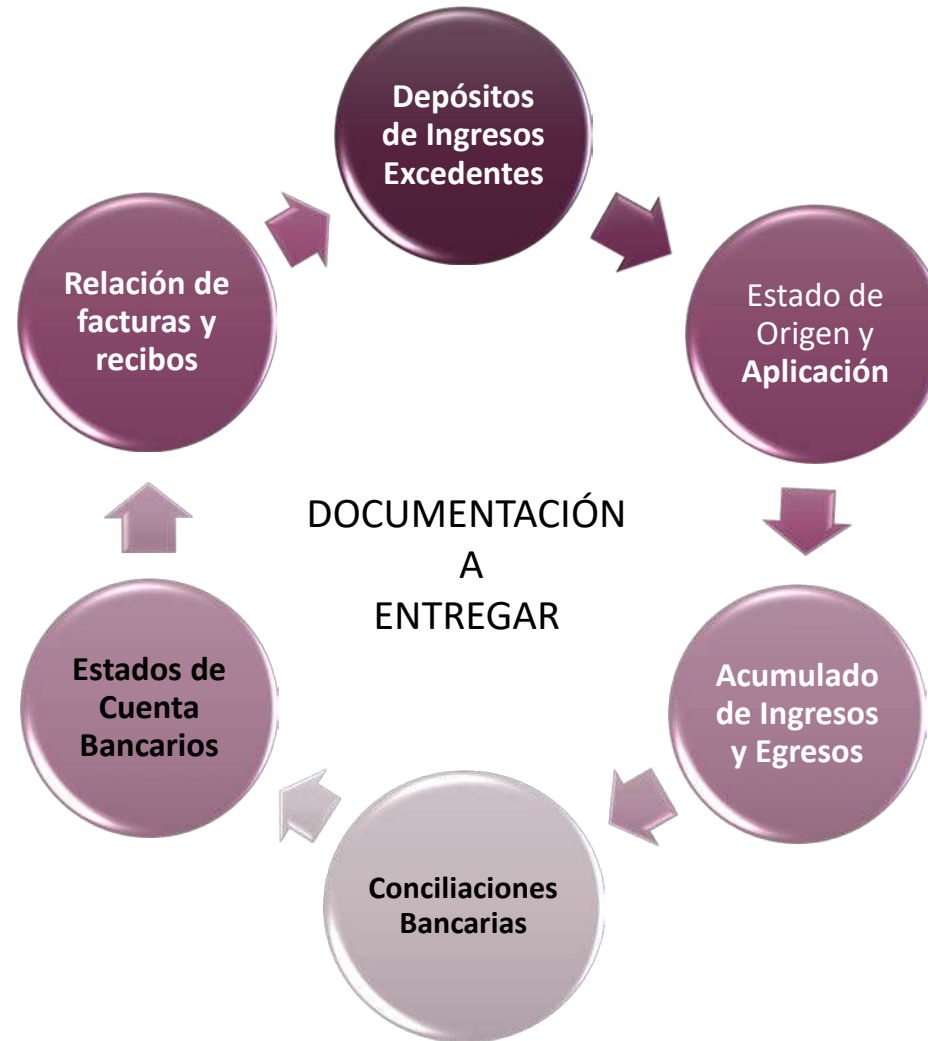 Depósitos
de Ingresos
Excedentes
Estado de
Origen y
Aplicación
Acumulado
de Ingresos
y Egresos
Conciliaciones
Bancarias
Estados de
Cuenta
Bancarios
Relación de
facturas y
recibos
DOCUMENTACIÓN
A
ENTREGAR